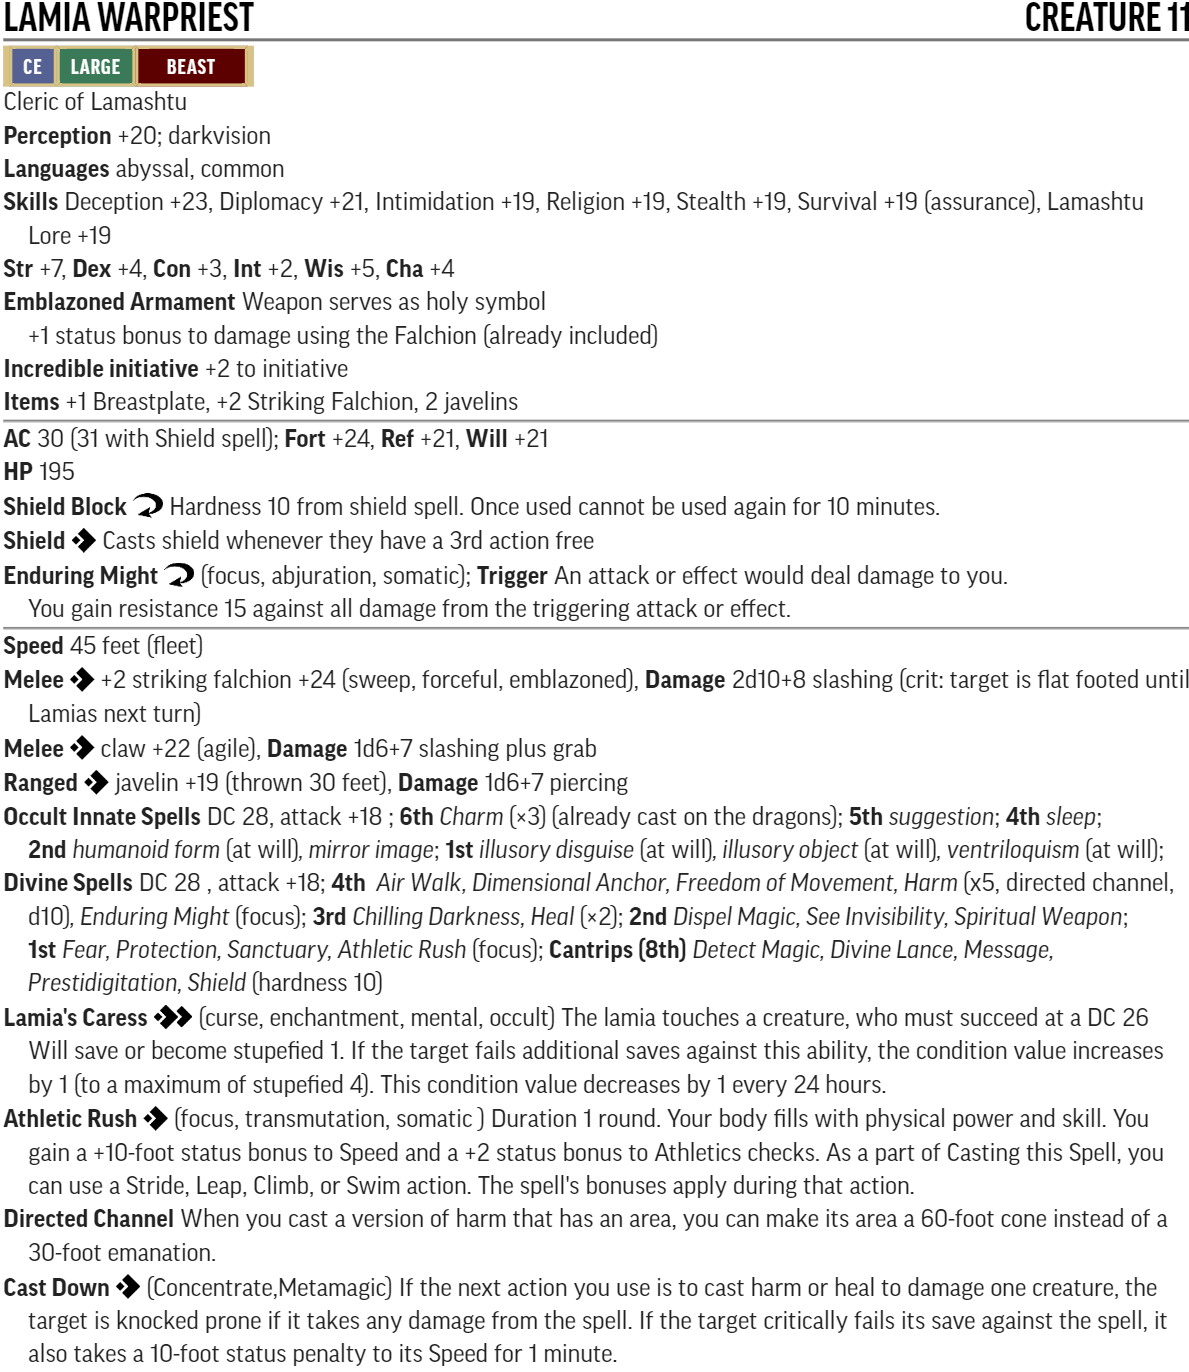 LAMIA WARPRIEST CREATURE 11
CE LARGE BEAST
Cleric of Lamashtu
Perception +20; darkvision
Languages abyssal, common
Skills Deception +23, Diplomacy +21, Intimidation +19, Religion +19, Stealth +19, Survival +19 (assurance), Lamashtu
Lore +19
Str +7, Dex +4, Con +3, Int +2, Wis +5, Cha +4
Emblazoned Armament Weapon serves as holy symbol
+1 status bonus to damage using the Falchion (already included)
Incredible initiative +2 to initiative
Items +1 Breastplate, +2 Striking Falchion, 2 javelins
AC 30 (31 with Shield spell); Fort +24, Ref +21, Will +21
HP 195
Shield Block Hardness 10 from shield spell. Once used cannot be used again for 10 minutes.
Shield Casts shield whenever they have a 3rd action free
Enduring Might (focus, abjuration, somatic); Trigger An attack or effect would deal damage to you.
You gain resistance 15 against all damage from the triggering attack or effect.
Speed 45 feet (fleet)
Melee +2 striking falchion +24 (sweep, forceful, emblazoned), Damage 2d10+8 slashing (crit: target is flat footed until
Lamias next turn)
Melee claw +22 (agile), Damage 1d6+7 slashing plus grab
Ranged javelin +19 (thrown 30 feet), Damage 1d6+7 piercing
Occult Innate Spells DC 28, attack +18 ; 6th Charm (×3) (already cast on the dragons); 5th suggestion; 4th sleep;
2nd humanoid form (at will), mirror image; 1st illusory disguise (at will), illusory object (at will), ventriloquism (at will);
Divine Spells DC 28 , attack +18; 4th Air Walk, Dimensional Anchor, Freedom of Movement, Harm (x5, directed channel,
d10), Enduring Might (focus); 3rd Chilling Darkness, Heal (×2); 2nd Dispel Magic, See Invisibility, Spiritual Weapon;
1st Fear, Protection, Sanctuary, Athletic Rush (focus); Cantrips (8th) Detect Magic, Divine Lance, Message,
Prestidigitation, Shield (hardness 10)
Lamia's Caress (curse, enchantment, mental, occult) The lamia touches a creature, who must succeed at a DC 26
Will save or become stupefied 1. If the target fails additional saves against this ability, the condition value increases
by 1 (to a maximum of stupefied 4). This condition value decreases by 1 every 24 hours.
Athletic Rush (focus, transmutation, somatic ) Duration 1 round. Your body fills with physical power and skill. You
gain a +10-foot status bonus to Speed and a +2 status bonus to Athletics checks. As a part of Casting this Spell, you
can use a Stride, Leap, Climb, or Swim action. The spell's bonuses apply during that action.
Directed Channel When you cast a version of harm that has an area, you can make its area a 60-foot cone instead of a
30-foot emanation.
Cast Down (Concentrate,Metamagic) If the next action you use is to cast harm or heal to damage one creature, the
target is knocked prone if it takes any damage from the spell. If the target critically fails its save against the spell, it
also takes a 10-foot status penalty to its Speed for 1 minute.